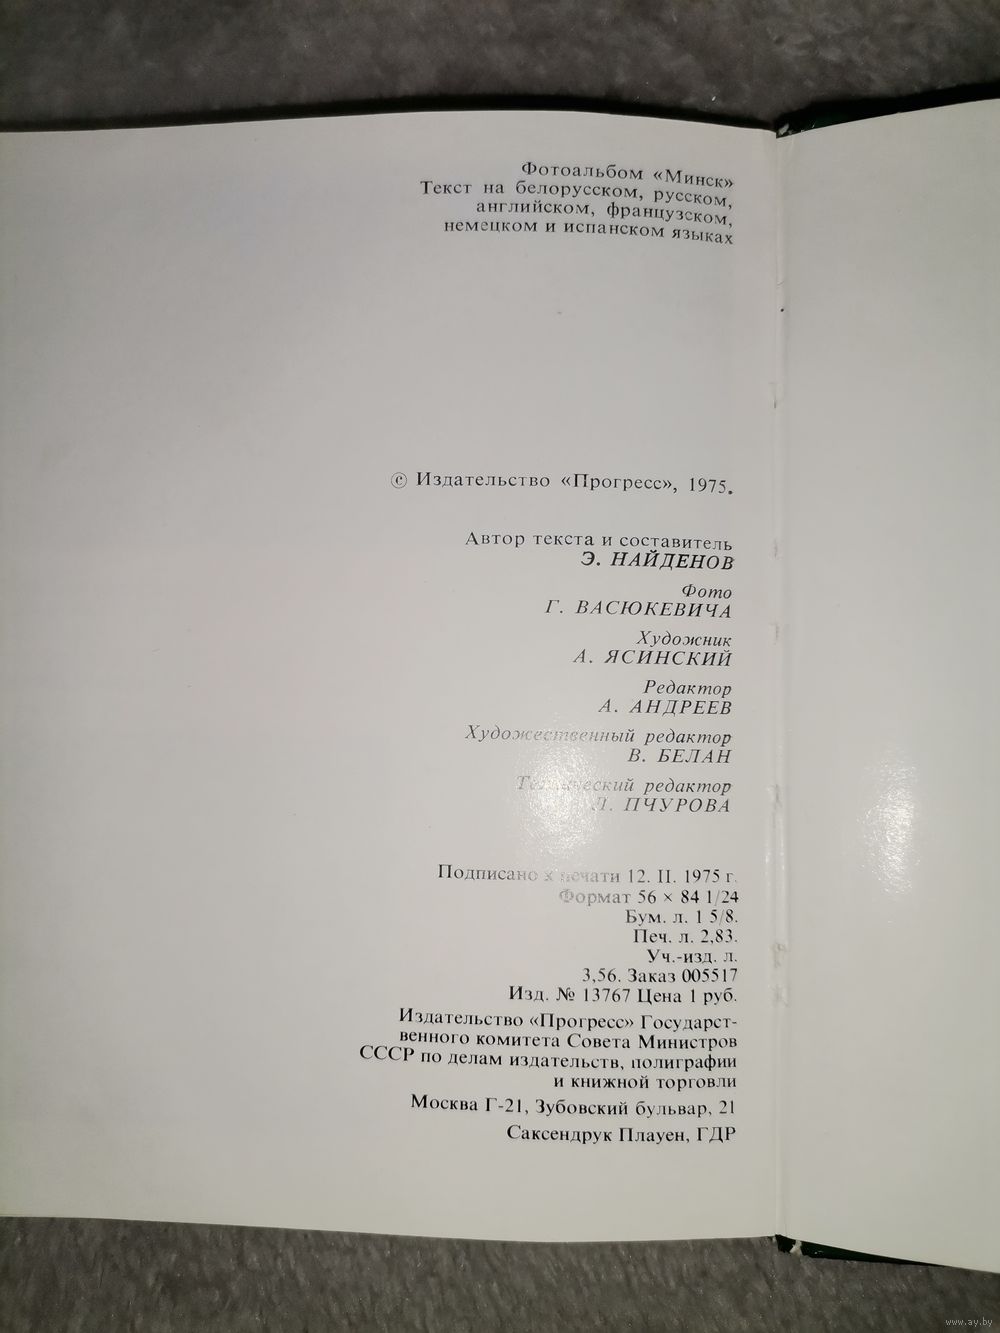 Фотоальбом «Минск»
Текст на белорусском, русском,
английском, французском,
немецком и испанском языках
© Издательство «Прогресс», 1975.
Автор текста и составитель
Э. НАЙДЕНОВ
Фото
Г. ВАСЮКЕВИЧА
Художник
А. ЯСИНСКИЙ
Редактор
А. АНДРЕЕВ
Художественный редактор
В. БЕЛАН
Технический редактор
Л. ПЧУРОВА
Подписано к печати 12. II. 1975 г.
Формат 56 × 84 1/24
Бум. л. 1 5/8.
Печ. л. 2,83.
Уч.-изд. л.
3,56. Заказ 005517
Изд. № 13767 Цена 1 руб.
Издательство «Прогресс» Государст-
венного комитета Совета Министров
СССР по делам издательств, полиграфии
и книжной торговли
Москва Г-21, Зубовский бульвар, 21
Саксендрук Плауен, ГДР
www.ay.by